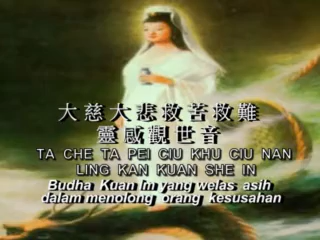 大慈大悲救苦救難
靈感觀世音
TA CHE TA PEI CIU KHU CIU NAN
LING KAN KUAN SHE IN
Budha Kuan Im yang welas asih
dalam menolong orang kesusahan